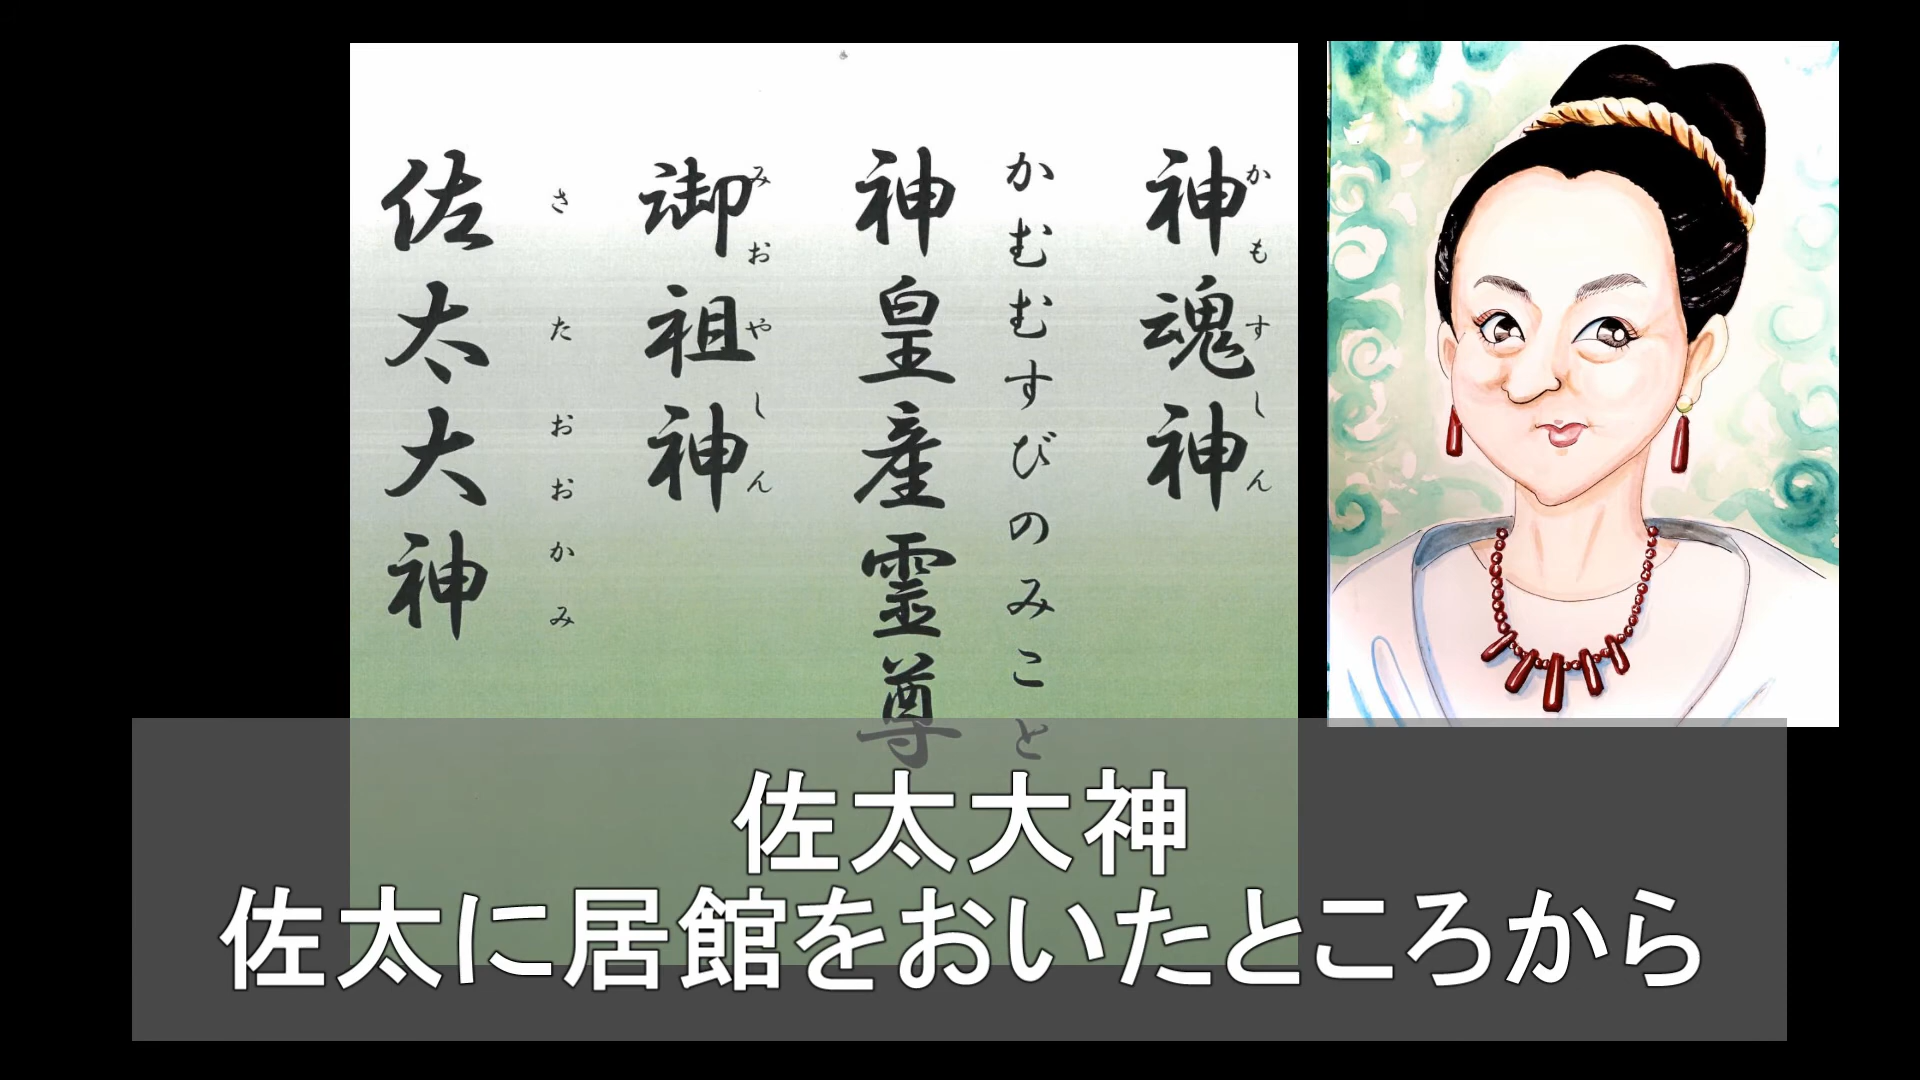 神魂神
かもすしん
神皇産霊尊
かむむすびのみこと
御祖神
みおやしん
佐太大神
さたおおかみ
佐太大神
佐太に居館をおいたところから